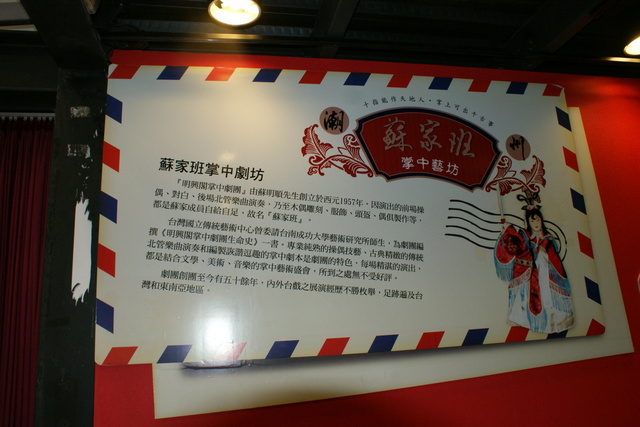 十指能作天地人,掌上可出千古事
潮
州
蘇家班
掌中藝坊
蘇家班掌中劇坊
『明興閣掌中劇團』由蘇明順先生創立於西元1957年,因演出的前場操
偶、對白、後場北管樂曲演奏,乃至木偶雕刻、服飾、頭盔、偶俱製作等,
都是蘇家成員自給自足,故名『蘇家班』。
台灣國立傳統藝術中心曾委請台南成功大學藝術研究所師生,為劇團編
撰《明興閣掌中劇團生命史》一書,專業純熟的操偶技藝、古典精緻的傳統
北管樂曲演奏和編製詼諧逗趣的掌中劇本是劇團的特色,每場精湛的演出,
都是結合文學、美術、音樂的掌中藝術盛會,所到之處無不受好評。
劇團創團至今有五十餘年,內外台戲之展演經歷不勝枚舉,足跡遍及台
灣和東南亞地區。